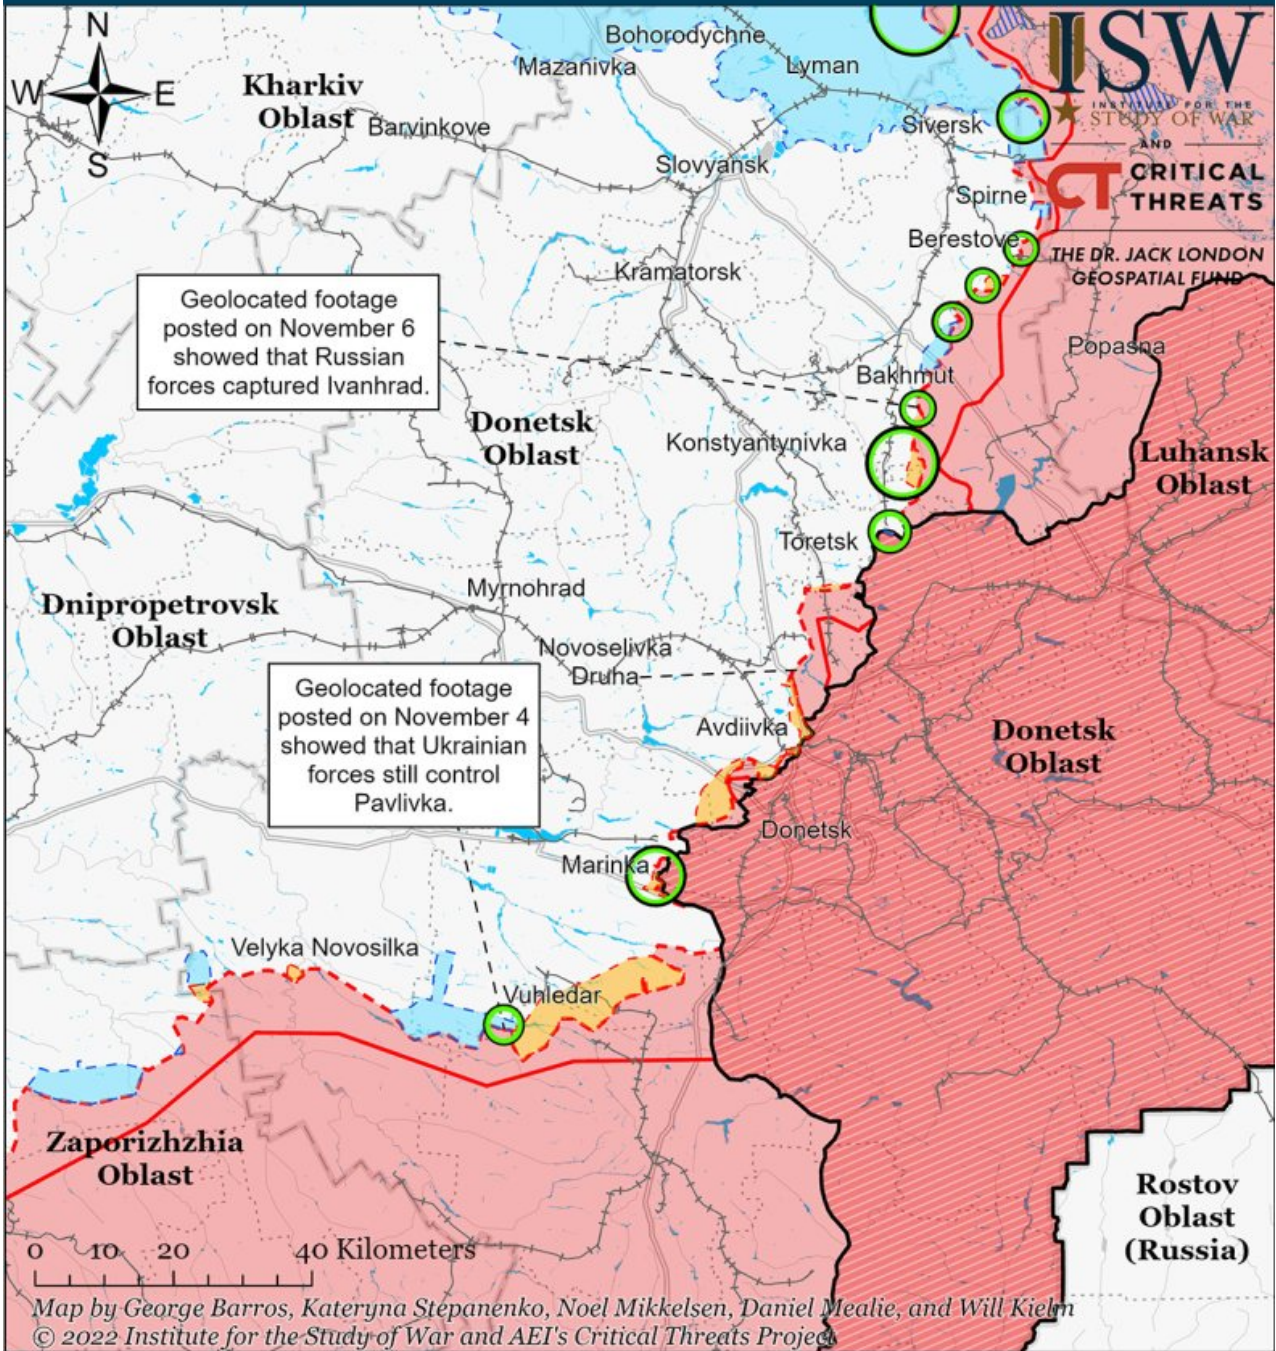 N
W
E
S
Bohorodychne
Mazanivka
Lyman
Kharkiv
Oblast
Barvinkove
Siversk
Slovyansk
Spirne
Berestove
Kramatorsk
ISW
INSTITUTE FOR THE
STUDY OF WAR
AND
CT CRITICAL
THREATS
THE DR. JACK LONDON
GEOSPATIAL FUND
Geolocated footage
posted on November 6
showed that Russian
forces captured Ivanhrad.
Popasna
Bakhmut
Donetsk
Oblast
Konstyantynivka
Luhansk
Oblast
Toretsk
Myrnohrad
Dnipropetrovsk
Oblast
Novoselivka
Druha
Geolocated footage
posted on November 4
showed that Ukrainian
forces still control
Pavlivka.
Avdiivka
Donetsk
Oblast
Donetsk
Marinka
Velyka Novosilka
Vuhledar
Zaporizhzhia
Oblast
Rostov
Oblast
(Russia)
0 10 20 40 Kilometers
Map by George Barros, Kateryna Stepanenko, Noel Mikkelsen, Daniel Mealie, and Will Kielm
© 2022 Institute for the Study of War and AEI's Critical Threats Project